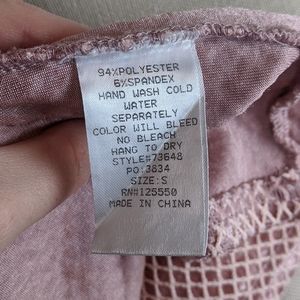 94%POLYESTER
6%SPANDEX
HAND WASH COLD
WATER
SEPARATELY
COLOR WILL BLEED
NO BLEACH
HANG TO DRY
STYLE#73648
PO:3834
SIZE:S
RN#125550
MADE IN CHINA